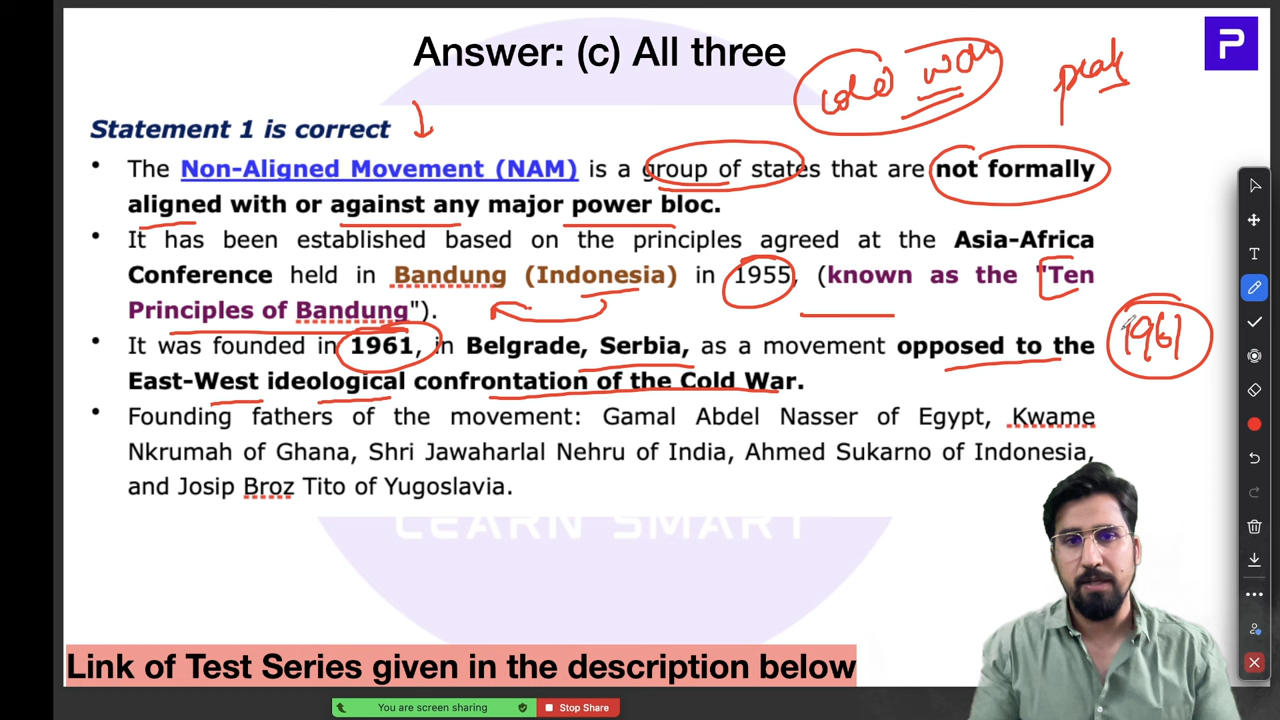 Answer: (c) All three
cold war
peak
P
Statement 1 is correct
• The Non-Aligned Movement (NAM) is a group of states that are not formally
aligned with or against any major power bloc.
• It has been established based on the principles agreed at the Asia-Africa
Conference held in Bandung (Indonesia) in 1955, (known as the "Ten
Principles of Bandung").
• It was founded in 1961, in Belgrade, Serbia, as a movement opposed to the
East-West ideological confrontation of the Cold War.
1961
• Founding fathers of the movement: Gamal Abdel Nasser of Egypt, Kwame
Nkrumah of Ghana, Shri Jawaharlal Nehru of India, Ahmed Sukarno of Indonesia,
and Josip Broz Tito of Yugoslavia.
LEARN SMART
Link of Test Series given in the description below
You are screen sharing
Stop Share